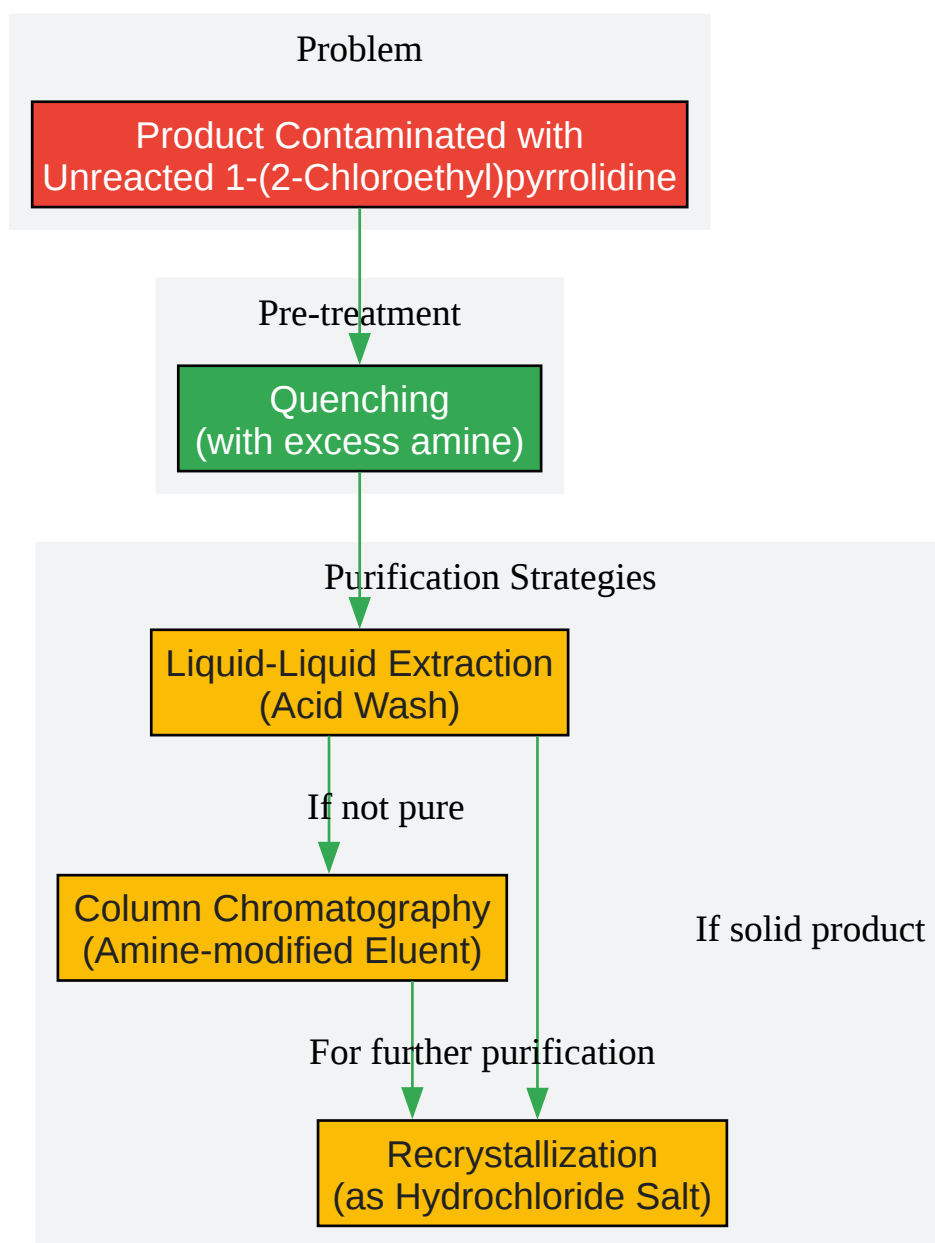 Problem
Product Contaminated with
Unreacted 1-(2-Chloroethyl)pyrrolidine
Pre-treatment
Quenching
(with excess amine)
Purification Strategies
Liquid-Liquid Extraction
(Acid Wash)
If not pure
Column Chromatography
(Amine-modified Eluent)
If solid product
For further purification
Recrystallization
(as Hydrochloride Salt)